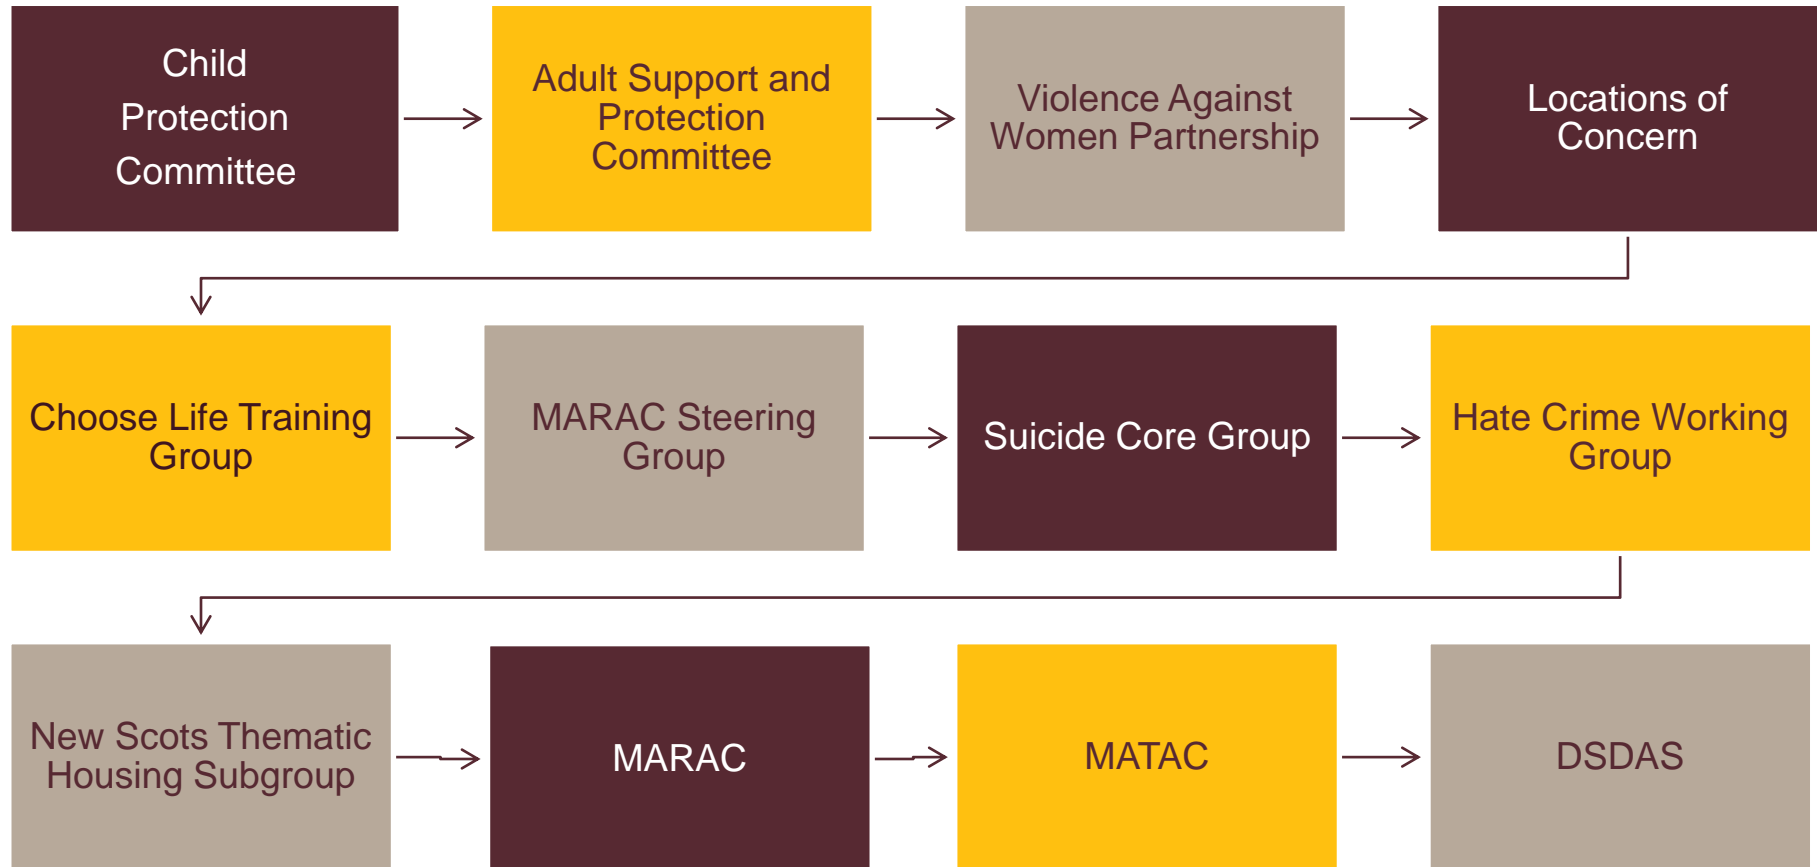 Child
Protection
Committee
Adult Support and
Protection
Committee
Violence Against
Women Partnership
Locations of
Concern
Choose Life Training
Group
MARAC Steering
Group
Suicide Core Group
Hate Crime Working
Group
New Scots Thematic
Housing Subgroup
MARAC
MATAC
DSDAS